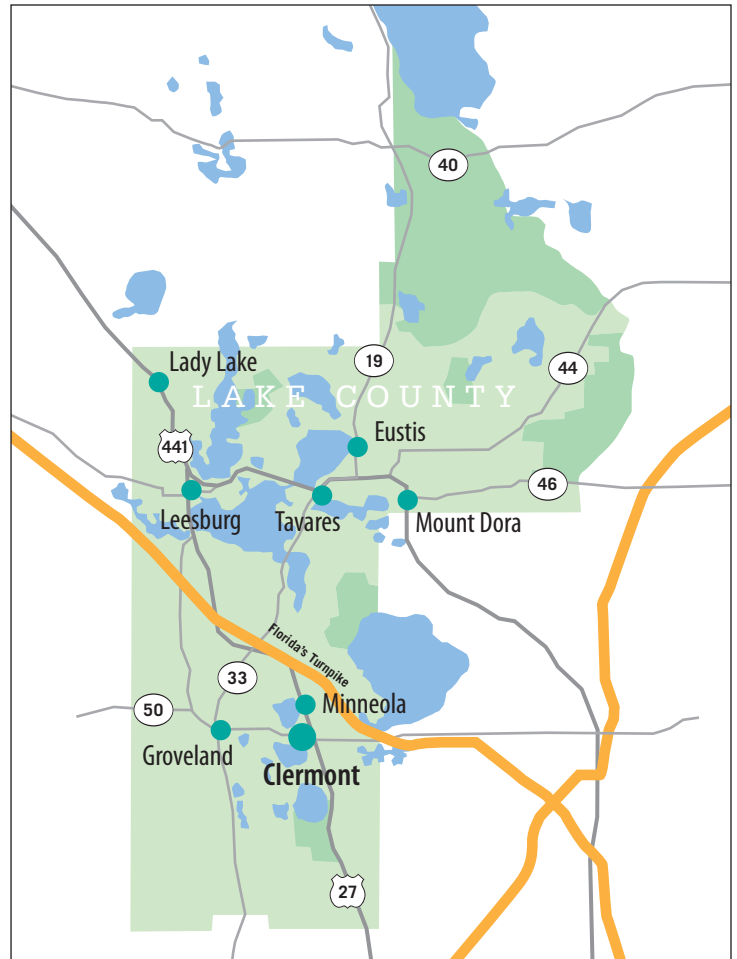 40
19
Lady Lake
44
LAKE COUNTY
Eustis
441
46
Leesburg
Tavares
Mount Dora
Florida's Turnpike
33
50
Minneola
Groveland
Clermont
27